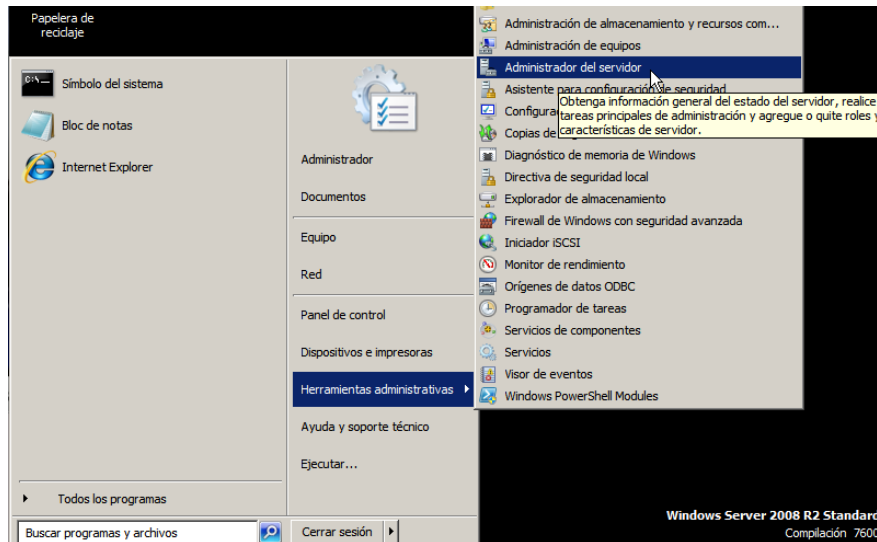 Papelera de
reciclaje
Símbolo del sistema
Bloc de notas
Internet Explorer
Todos los programas
Buscar programas y archivos
Administrador
Documentos
Equipo
Red
Panel de control
Dispositivos e impresoras
Herramientas administrativas
Ayuda y soporte técnico
Ejecutar...
Cerrar sesión
Administración de almacenamiento y recursos com...
Administración de equipos
Administrador del servidor
Asistente para configuración de seguridad
Obtenga información general del estado del servidor, realice
tareas principales de administración y agregue o quite roles y
características de servidor.
Configura
Copias de
Diagnóstico de memoria de Windows
Directiva de seguridad local
Explorador de almacenamiento
Firewall de Windows con seguridad avanzada
Iniciador iSCSI
Monitor de rendimiento
Orígenes de datos ODBC
Programador de tareas
Servicios de componentes
Servicios
Visor de eventos
Windows PowerShell Modules
Windows Server 2008 R2 Standard
Compilación 7600